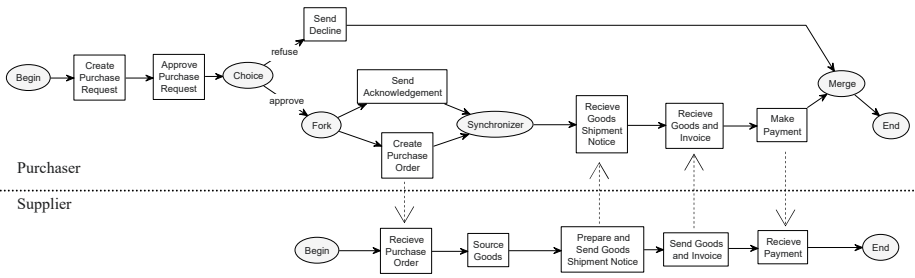 Send
Decline
refuse
Begin
Create
Purchase
Request
Approve
Purchase
Request
Choice
approve
Send
Acknowledgement
Fork
Synchronizer
Create
Purchase
Order
Recieve
Goods
Shipment
Notice
Recieve
Goods and
Invoice
Make
Payment
Merge
End
Purchaser
Supplier
Begin
Recieve
Purchase
Order
Source
Goods
Prepare and
Send Goods
Shipment Notice
Send Goods
and Invoice
Recieve
Payment
End